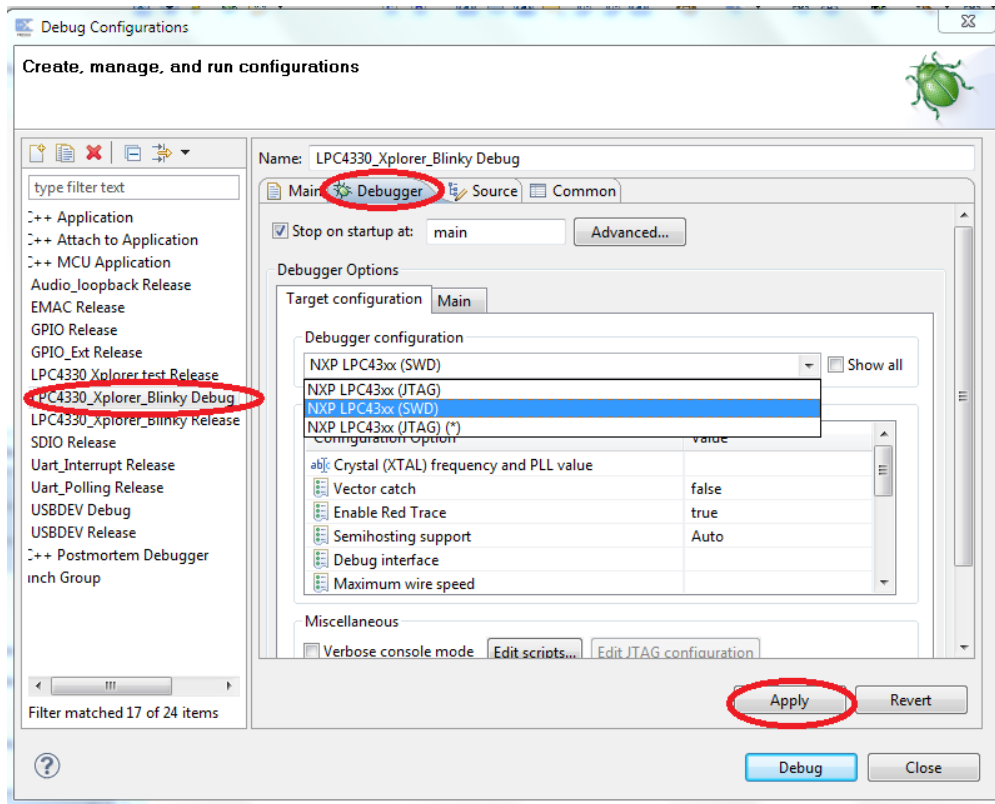 Debug Configurations
Create, manage, and run configurations
type filter text
C++ Application
C++ Attach to Application
C++ MCU Application
Audio_loopback Release
EMAC Release
GPIO Release
GPIO_Ext Release
LPC4330 Xplorer test Release
LPC4330_Xplorer_Blinky Debug
LPC4330_Xplorer_Blinky Release
SDIO Release
Uart_Interrupt Release
Uart_Polling Release
USBDEV Debug
USBDEV Release
C++ Postmortem Debugger
unch Group
Filter matched 17 of 24 items
Name: LPC4330_Xplorer_Blinky Debug
Main Debugger Source Common
Stop on startup at: main Advanced...
Debugger Options
Target configuration Main
Debugger configuration
NXP LPC43xx (SWD) Show all
NXP LPC43xx (JTAG)
NXP LPC43xx (SWD)
NXP LPC43xx (JTAG) (*)
Configuration Option Value
Crystal (XTAL) frequency and PLL value
Vector catch false
Enable Red Trace true
Semihosting support Auto
Debug interface
Maximum wire speed
Miscellaneous
Verbose console mode Edit scripts... Edit JTAG configuration
Apply Revert
? Debug Close